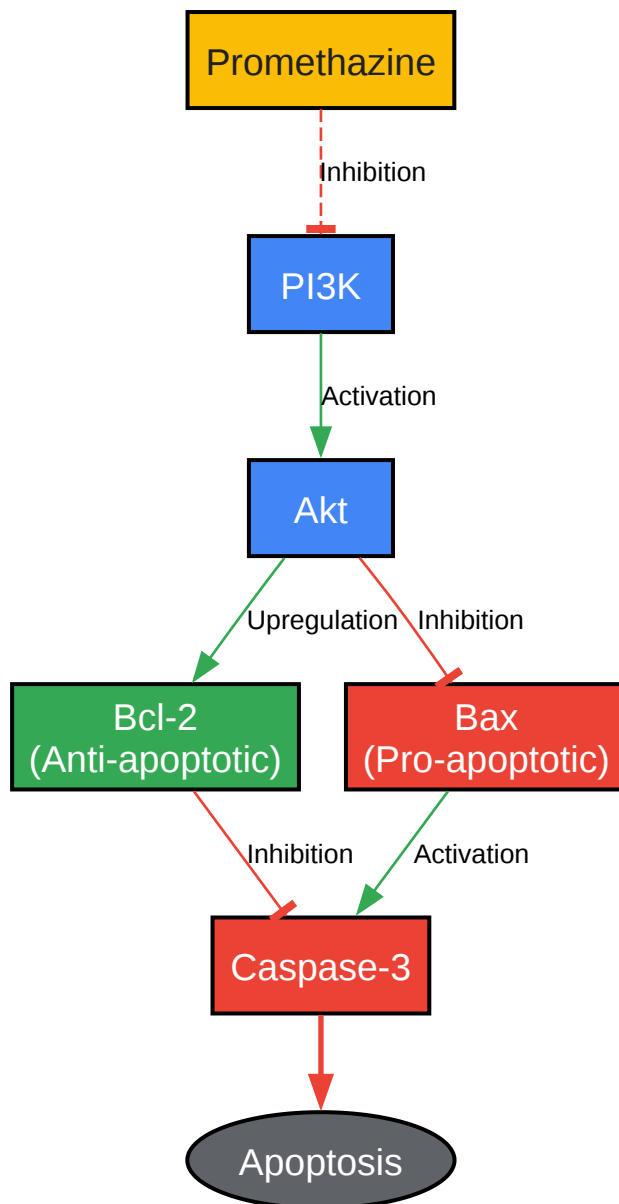 Promethazine
Inhibition
PI3K
Activation
Akt
Upregulation
Inhibition
Bcl-2
(Anti-apoptotic)
Bax
(Pro-apoptotic)
Inhibition
Activation
Caspase-3
Apoptosis